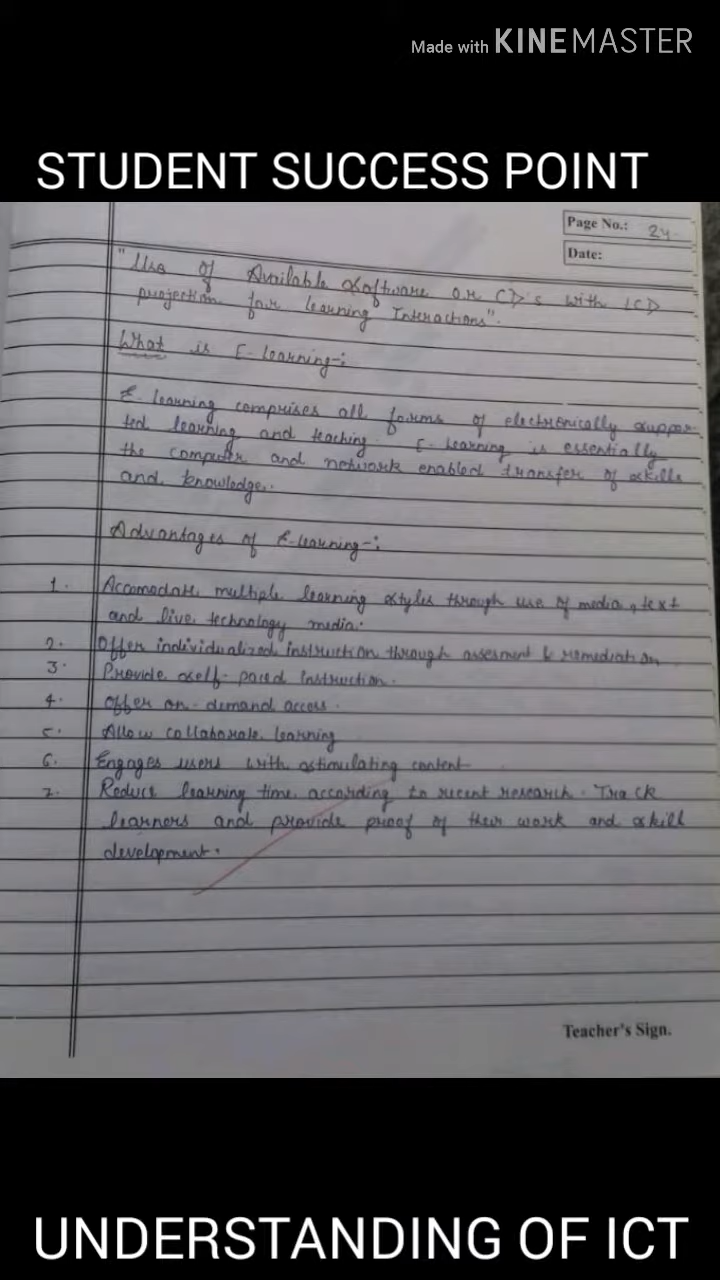 Made with KINEMASTER
STUDENT SUCCESS POINT
Page No.: 24
Date:
"Use of Available Software or CD's with LCD
projection for learning Interactions".
What is E-learning-:
E-learning comprises all forms of electronically suppor
ted learning and teaching. E-learning is essentially
the computer and network enabled transfer of skills
and knowledge.
Advantages of E-learning-:
1. Accomodate multiple learning styles through use of media, text
and live technology media.
2. Offer individualized instruction through assesment & remediation
3. Provide self-paced instruction.
4. Offer on-demand access.
5. Allow collaborate learning
6. Engages users with stimulating content
7. Reduce learning time according to recent research. Track
learners and provide proof of their work and skill
development.
Teacher's Sign.
UNDERSTANDING OF ICT